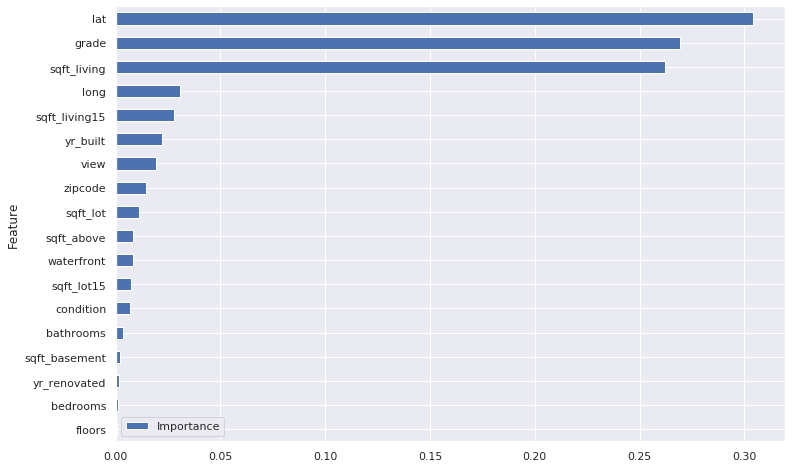 lat
grade
sqft_living
long
sqft_living15
yr_built
view
zipcode
sqft_lot
sqft_above
waterfront
sqft_lot15
condition
bathrooms
sqft_basement
yr_renovated
bedrooms
floors
Feature
Importance
0.00 0.05 0.10 0.15 0.20 0.25 0.30